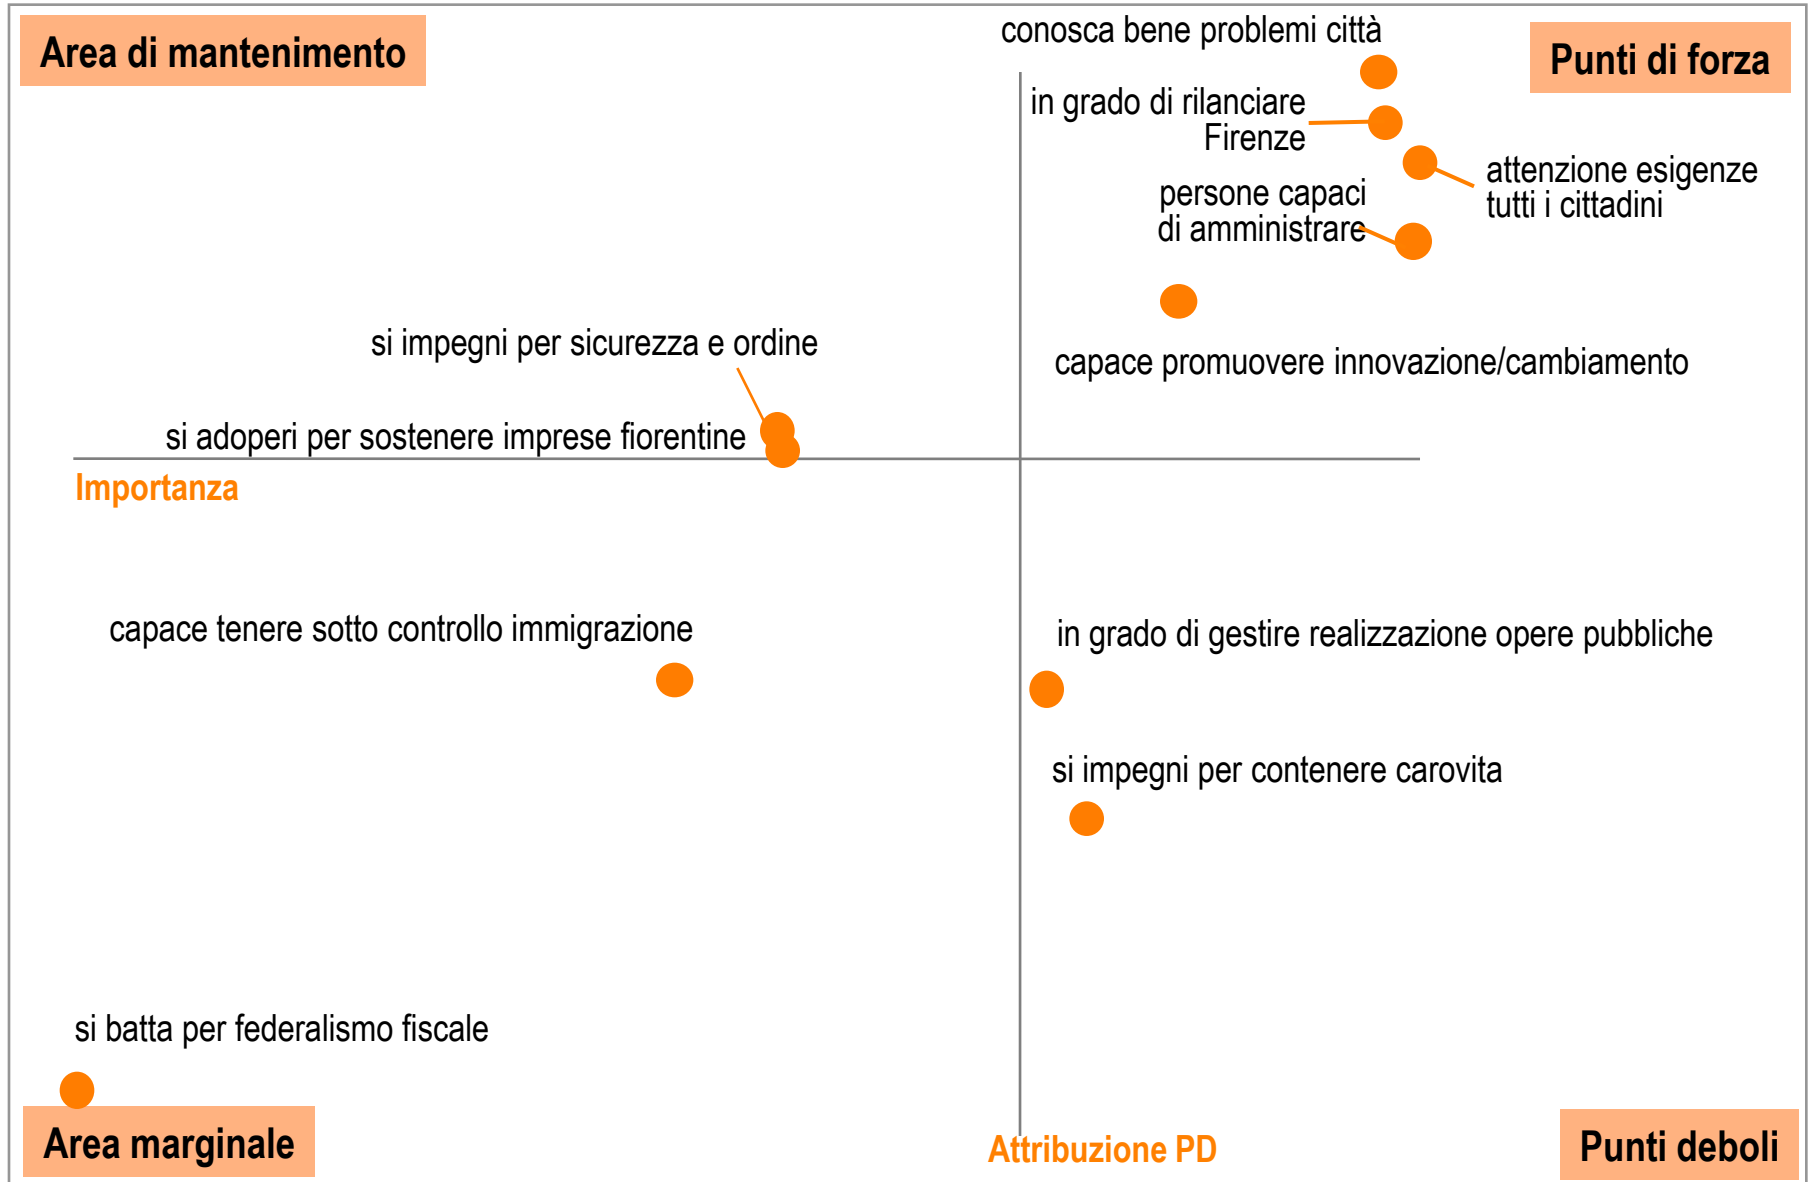 Area di mantenimento
conosca bene problemi città
Punti di forza
in grado di rilanciare
Firenze
attenzione esigenze
tutti i cittadini
persone capaci
di amministrare
si impegni per sicurezza e ordine
capace promuovere innovazione/cambiamento
si adoperi per sostenere imprese fiorentine
Importanza
capace tenere sotto controllo immigrazione
in grado di gestire realizzazione opere pubbliche
si impegni per contenere carovita
si batta per federalismo fiscale
Area marginale
Attribuzione PD
Punti deboli